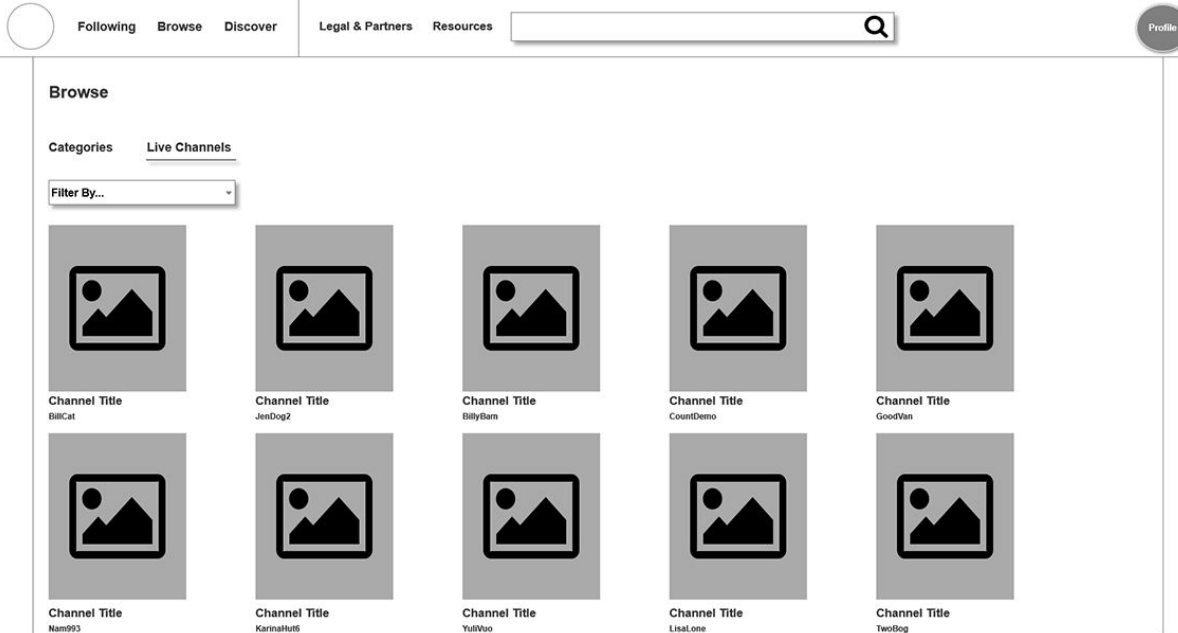 Following Browse Discover Legal & Partners Resources Profile
Browse
Categories Live Channels
Filter By...
Channel Title Channel Title Channel Title Channel Title Channel Title
BillCat JenDog2 BillyBarn CountDemo GoodVan
Channel Title Channel Title Channel Title Channel Title Channel Title
Nam993 KarinaHut6 YuliVuo LisaLone TwoBog